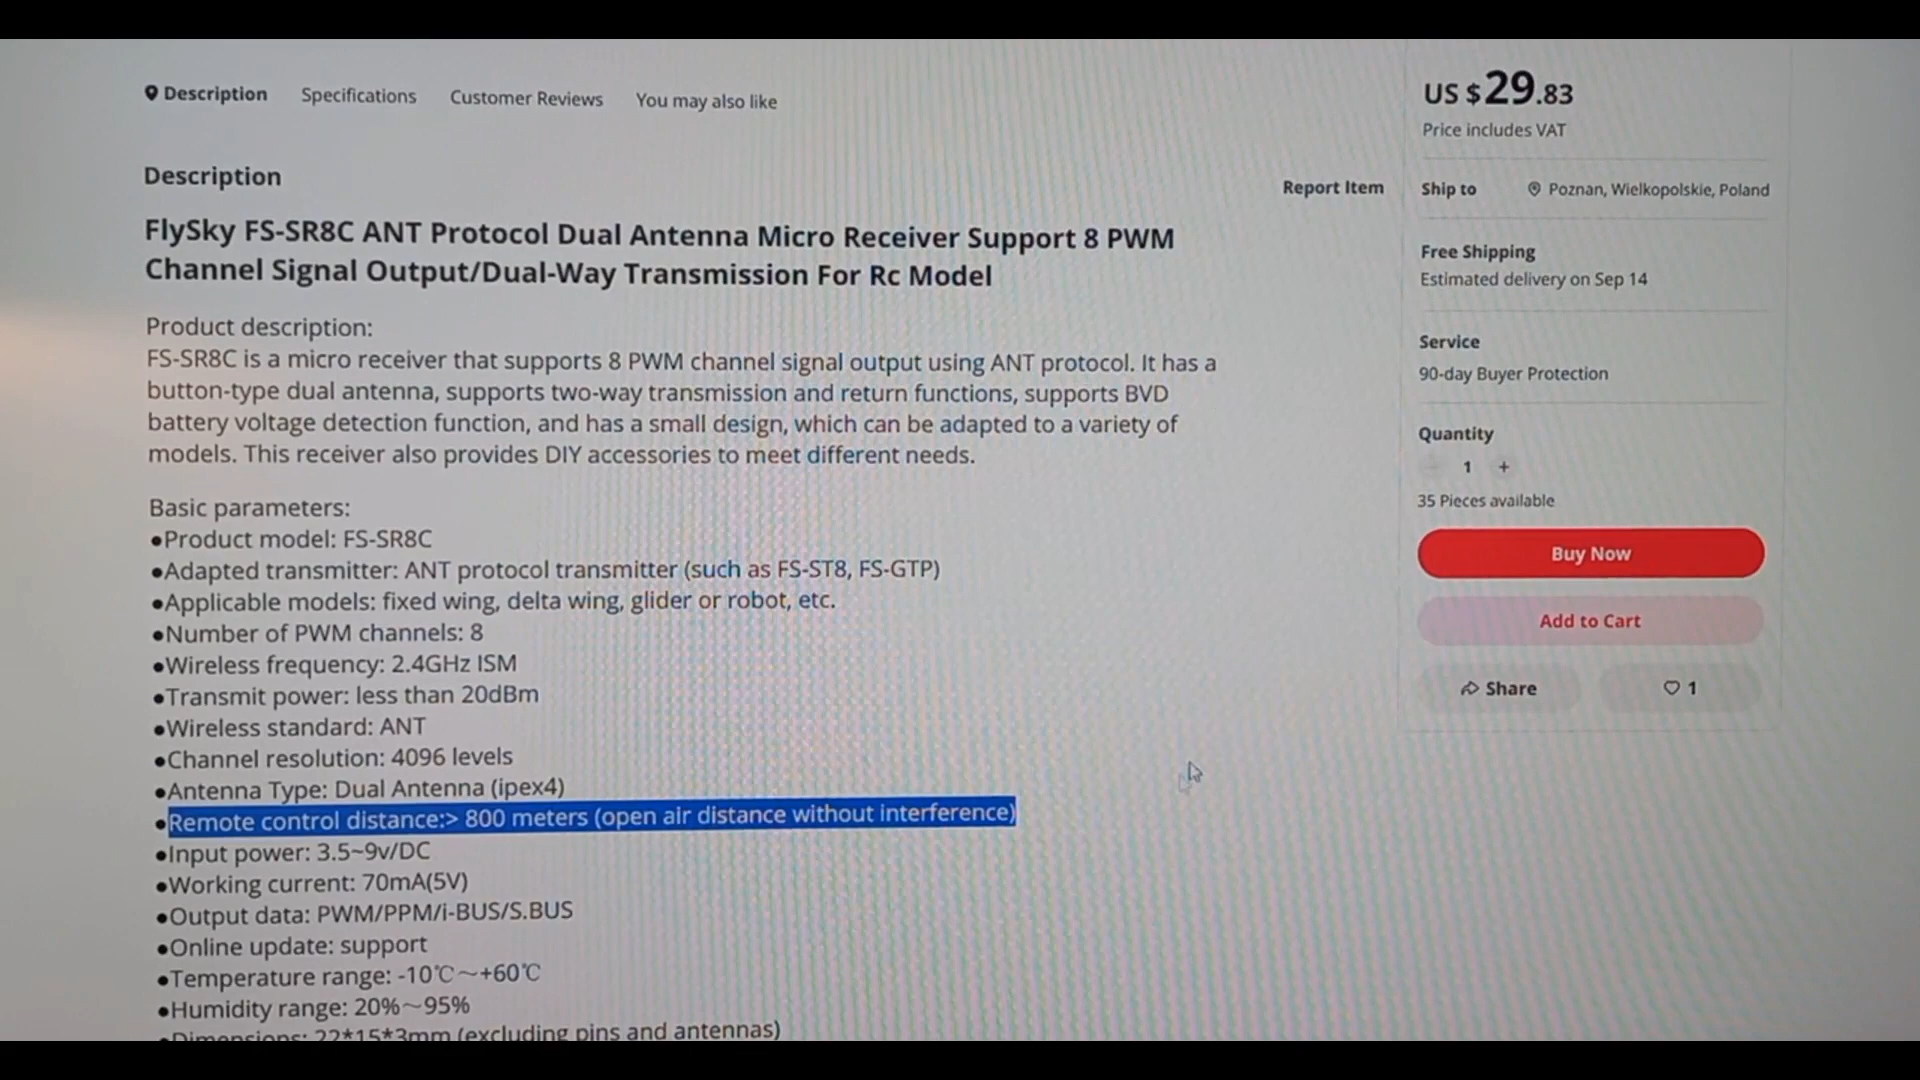 Description
Specifications
Customer Reviews
You may also like
Description
Report Item
FlySky FS-SR8C ANT Protocol Dual Antenna Micro Receiver Support 8 PWM
Channel Signal Output/Dual-Way Transmission For Rc Model
Product description:
FS-SR8C is a micro receiver that supports 8 PWM channel signal output using ANT protocol. It has a
button-type dual antenna, supports two-way transmission and return functions, supports BVD
battery voltage detection function, and has a small design, which can be adapted to a variety of
models. This receiver also provides DIY accessories to meet different needs.
Basic parameters:
●Product model: FS-SR8C
●Adapted transmitter: ANT protocol transmitter (such as FS-ST8, FS-GTP)
●Applicable models: fixed wing, delta wing, glider or robot, etc.
●Number of PWM channels: 8
●Wireless frequency: 2.4GHz ISM
●Transmit power: less than 20dBm
●Wireless standard: ANT
●Channel resolution: 4096 levels
●Antenna Type: Dual Antenna (ipex4)
●Remote control distance:> 800 meters (open air distance without interference)
●Input power: 3.5~9v/DC
●Working current: 70mA(5V)
●Output data: PWM/PPM/i-BUS/S.BUS
●Online update: support
●Temperature range: -10℃～+60℃
●Humidity range: 20%～95%
●Dimensions: 22*15*3mm (excluding pins and antennas)
US $29.83
Price includes VAT
Ship to
Poznan, Wielkopolskie, Poland
Free Shipping
Estimated delivery on Sep 14
Service
90-day Buyer Protection
Quantity
1 +
35 Pieces available
Buy Now
Add to Cart
Share
1